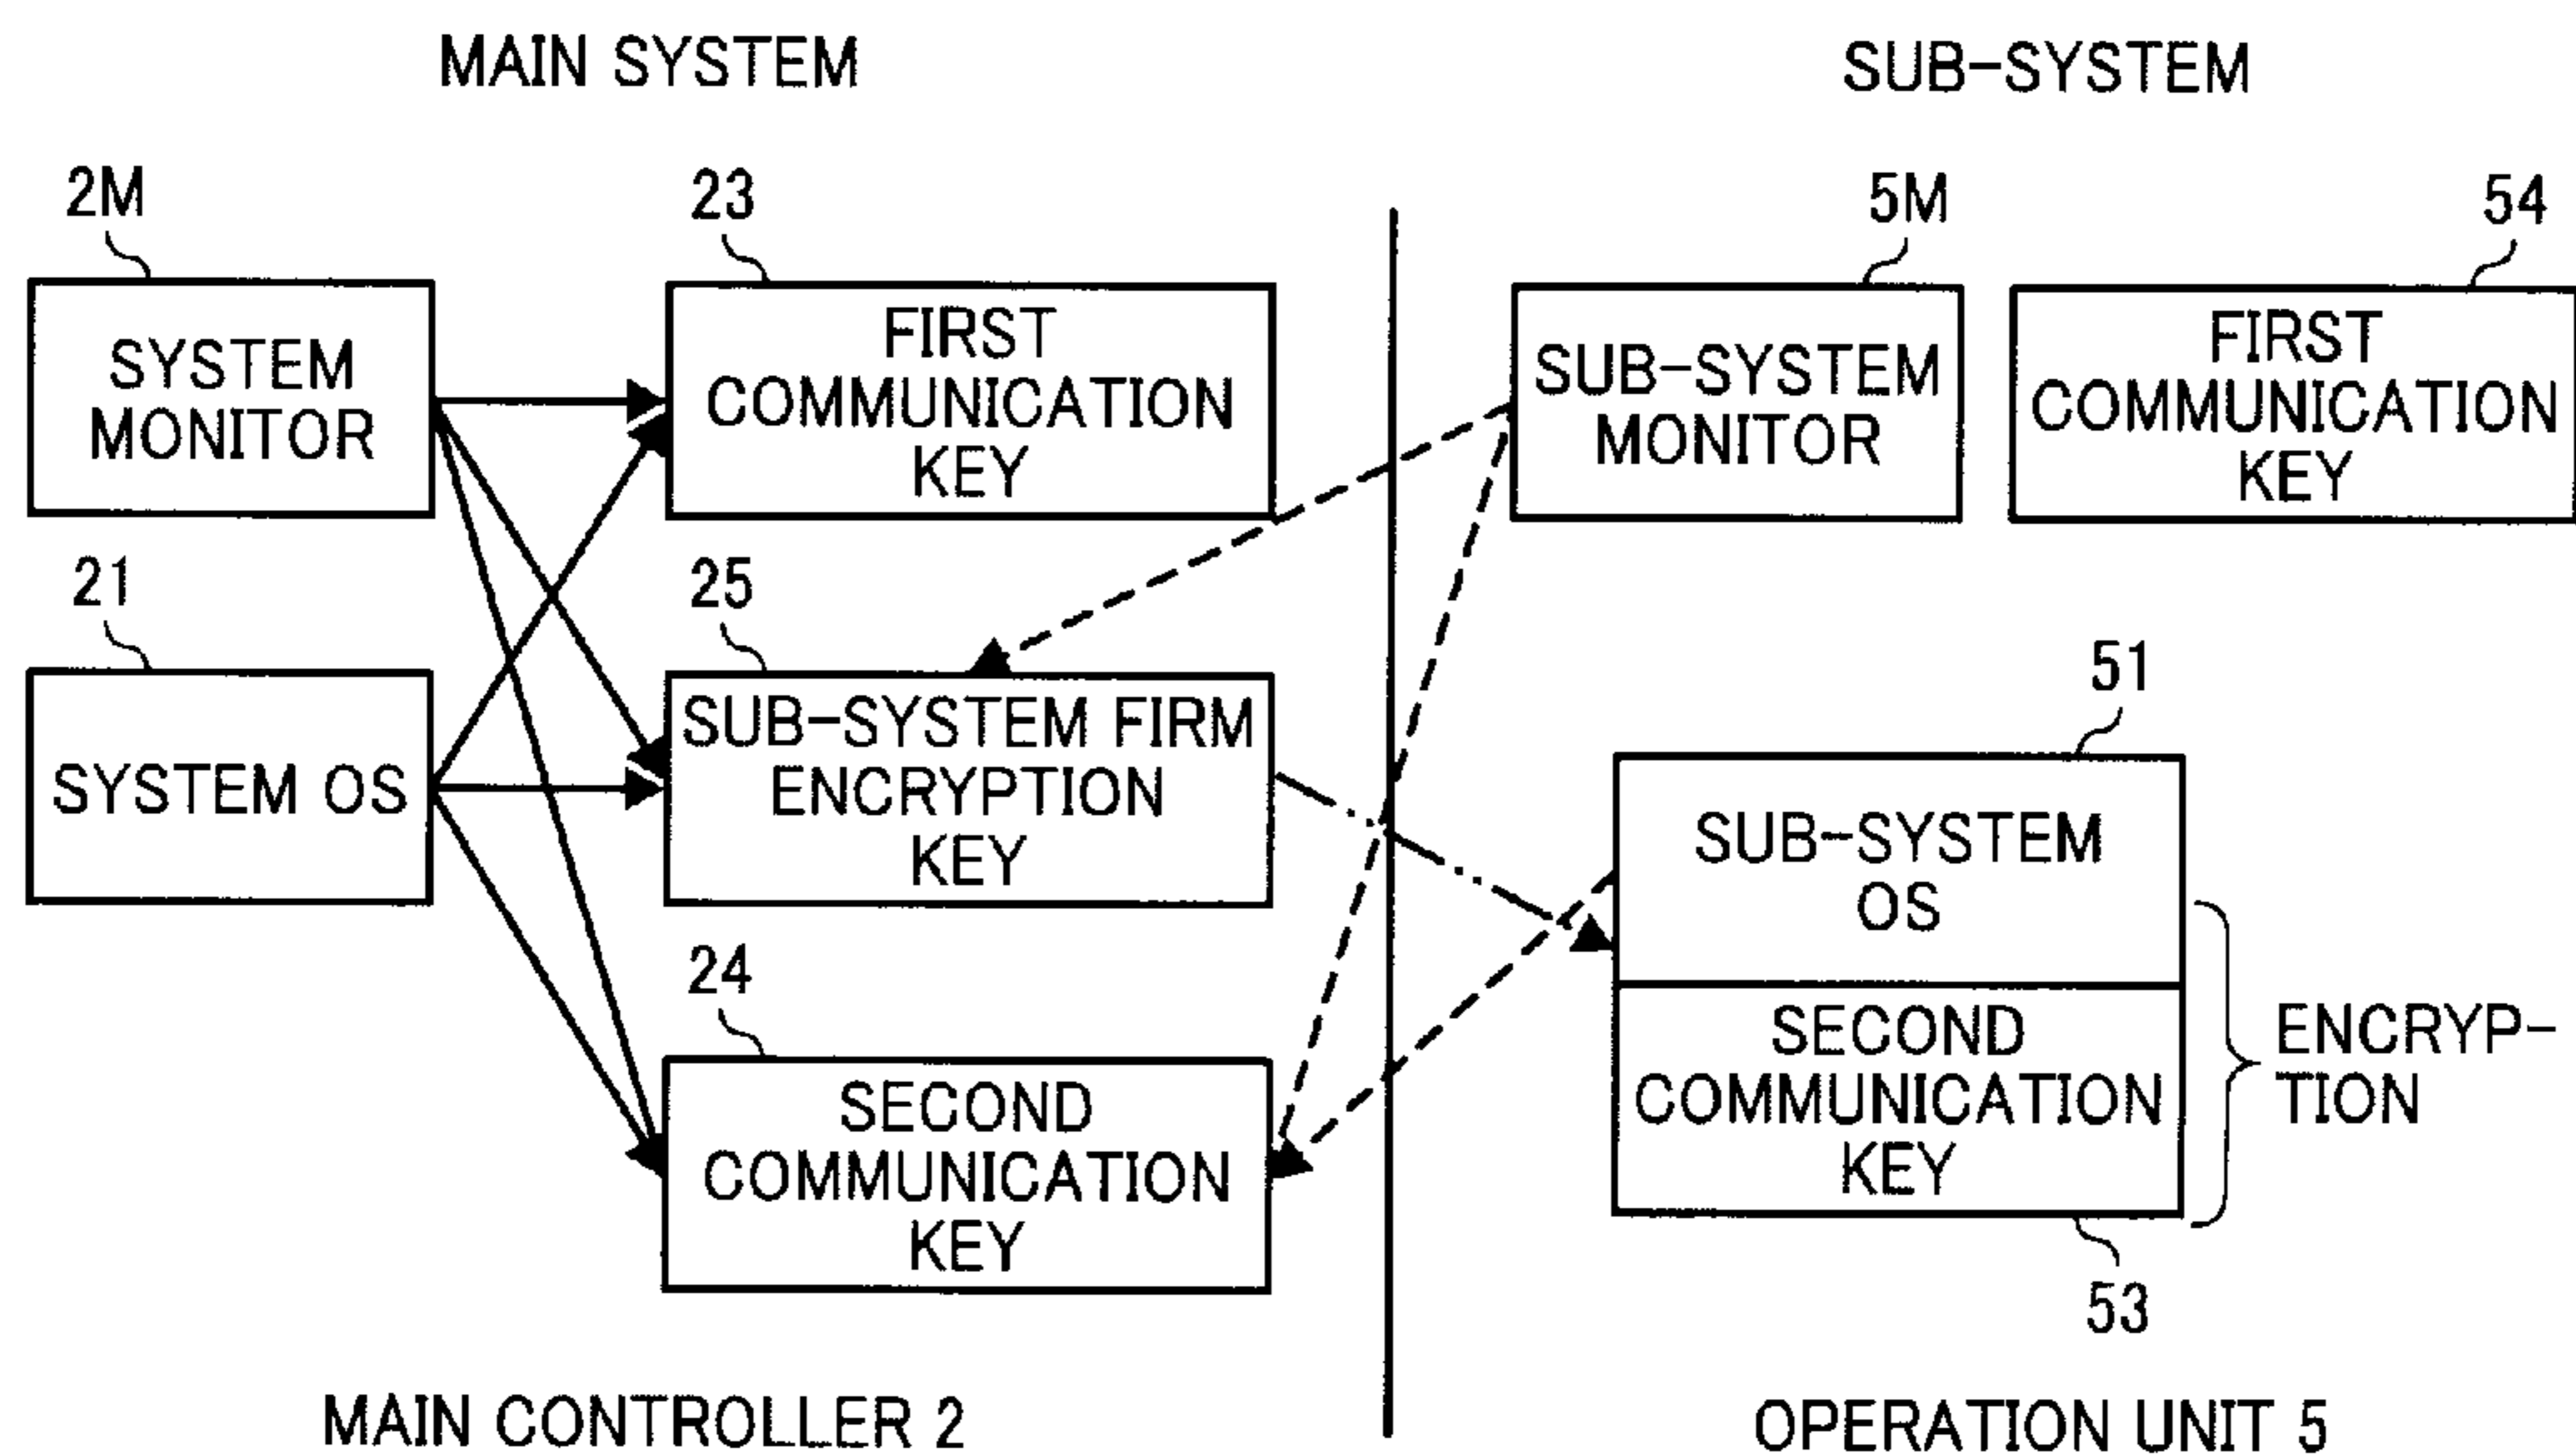 MAIN SYSTEM
SUB-SYSTEM
2M
23
5M
54
SYSTEM
MONITOR
FIRST
COMMUNICATION
KEY
SUB-SYSTEM
MONITOR
FIRST
COMMUNICATION
KEY
21
25
51
SYSTEM OS
SUB-SYSTEM FIRM
ENCRYPTION
KEY
SUB-SYSTEM
OS
24
SECOND
COMMUNICATION
KEY
SECOND
COMMUNICATION
KEY
ENCRYP-
TION
53
MAIN CONTROLLER 2
OPERATION UNIT 5